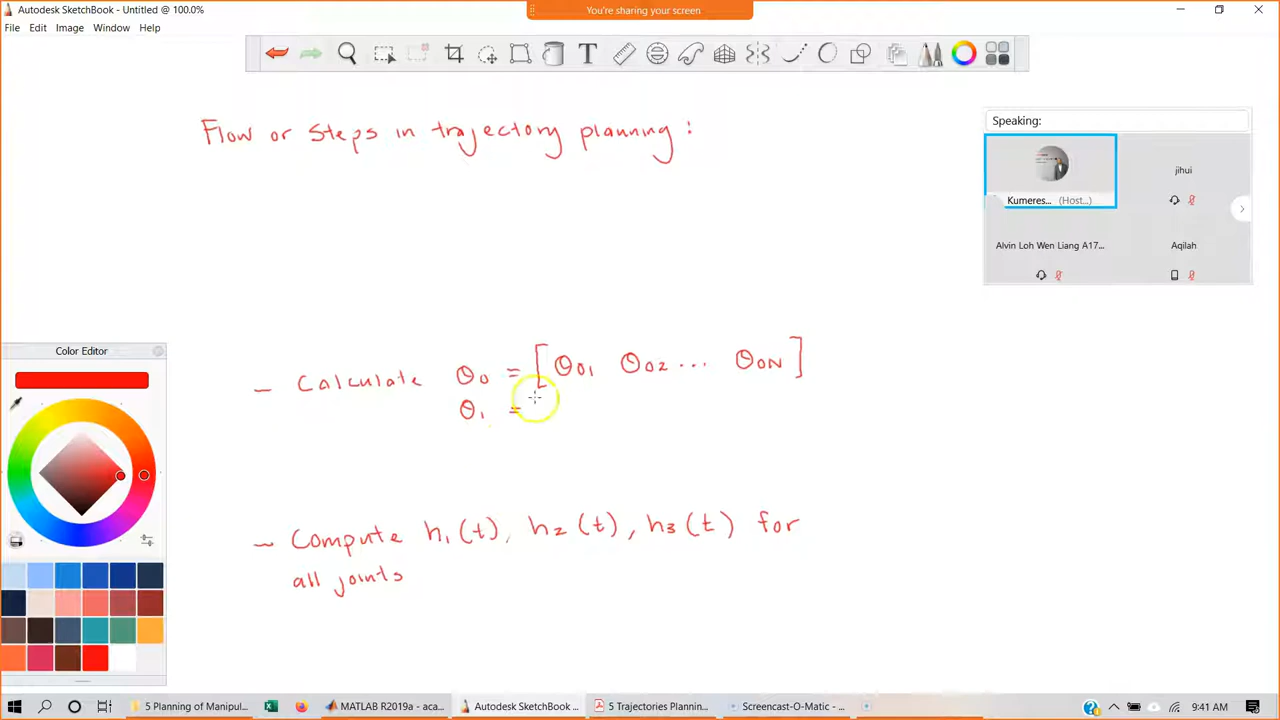 Autodesk SketchBook - Untitled @ 100.0%
You're sharing your screen
File Edit Image Window Help
T
Flow or Steps in trajectory planning :
Speaking:
Kumeres... (Host...)
jihui
Alvin Loh Wen Liang A17...
Aqilah
Color Editor
- Calculate θ0 = [ θ01 θ02 ... θ0N ]
θ1 =
- Compute h1(t), h2(t), h3(t) for
all joints
5 Planning of Manipul...
MATLAB R2019a - aca...
Autodesk SketchBook ...
5 Trajectories Plannin...
Screencast-O-Matic - ...
9:41 AM